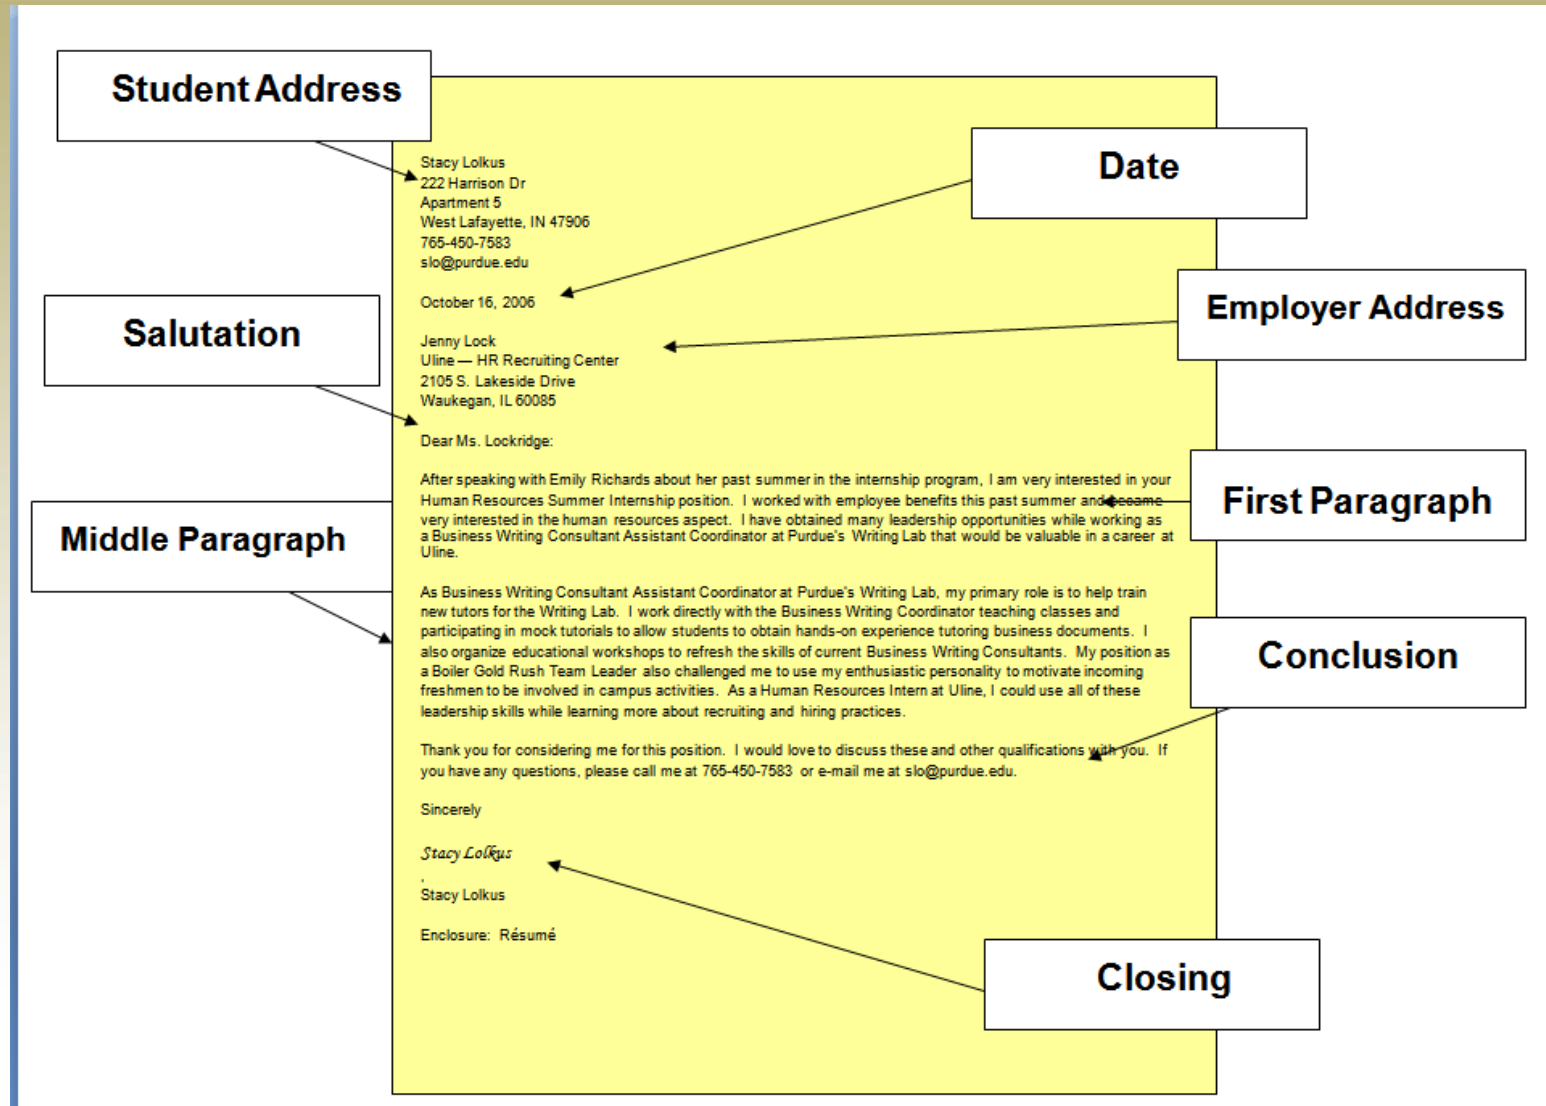 Student Address
Date
Employer Address
Salutation
First Paragraph
Middle Paragraph
Conclusion
Closing
Stacy Lolkus
222 Harrison Dr
Apartment 5
West Lafayette, IN 47906
765-450-7583
slo@purdue.edu
October 16, 2006
Jenny Lock
Uline — HR Recruiting Center
2105 S. Lakeside Drive
Waukegan, IL 60085
Dear Ms. Lockridge:
After speaking with Emily Richards about her past summer in the internship program, I am very interested in your
Human Resources Summer Internship position. I worked with employee benefits this past summer and became
very interested in the human resources aspect. I have obtained many leadership opportunities while working as
a Business Writing Consultant Assistant Coordinator at Purdue's Writing Lab that would be valuable in a career at
Uline.
As Business Writing Consultant Assistant Coordinator at Purdue's Writing Lab, my primary role is to help train
new tutors for the Writing Lab. I work directly with the Business Writing Coordinator teaching classes and
participating in mock tutorials to allow students to obtain hands-on experience tutoring business documents. I
also organize educational workshops to refresh the skills of current Business Writing Consultants. My position as
a Boiler Gold Rush Team Leader also challenged me to use my enthusiastic personality to motivate incoming
freshmen to be involved in campus activities. As a Human Resources Intern at Uline, I could use all of these
leadership skills while learning more about recruiting and hiring practices.
Thank you for considering me for this position. I would love to discuss these and other qualifications with you. If
you have any questions, please call me at 765-450-7583 or e-mail me at slo@purdue.edu.
Sincerely
Stacy Lolkus
.
Stacy Lolkus
Enclosure: Résumé